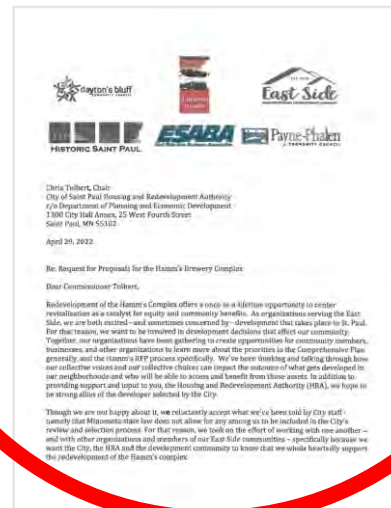 dayton's bluff
East Side
HISTORIC SAINT PAUL
ESABA
Payne-Phalen
COMMUNITY COUNCIL
Chris Tolbert, Chair
City of Saint Paul Housing and Redevelopment Authority
c/o Department of Planning and Economic Development
1300 City Hall Annex, 25 West Fourth Street
Saint Paul, MN 55102
April 29, 2022
Re: Request for Proposals for the Hamm's Brewery Complex
Dear Commissioner Tolbert,
Redevelopment of the Hamm's Complex offers a once-in-a-lifetime opportunity to center
revitalization as a catalyst for equity and community benefits. As organizations serving the East
Side, we are both excited – and sometimes concerned by – development that takes place in St. Paul.
For that reason, we want to be involved in development decisions that affect our community.
Together, our organizations have been gathering to create opportunities for community members,
businesses, and other organizations to learn more about the priorities in the Comprehensive Plan
generally, and the Hamm's RFP process specifically. We've been thinking and talking through how
our collective voices and our collective choices can impact the outcome of what gets developed in
our neighborhoods and who will be able to access and benefit from those assets. In addition to
providing support and input to you, the Housing and Redevelopment Authority (HRA), we hope to
be strong allies of the developer selected by the City.
Though we are not happy about it, we reluctantly accept what we've been told by City staff -
namely that Minnesota state law does not allow for any among us to be included in the City's
review and selection process. For that reason, we took on the effort of working with one another –
and with other organizations and members of our East Side communities – specifically because we
want the City, the HRA and the development community to know that we whole heartedly support
the redevelopment of the Hamm's complex